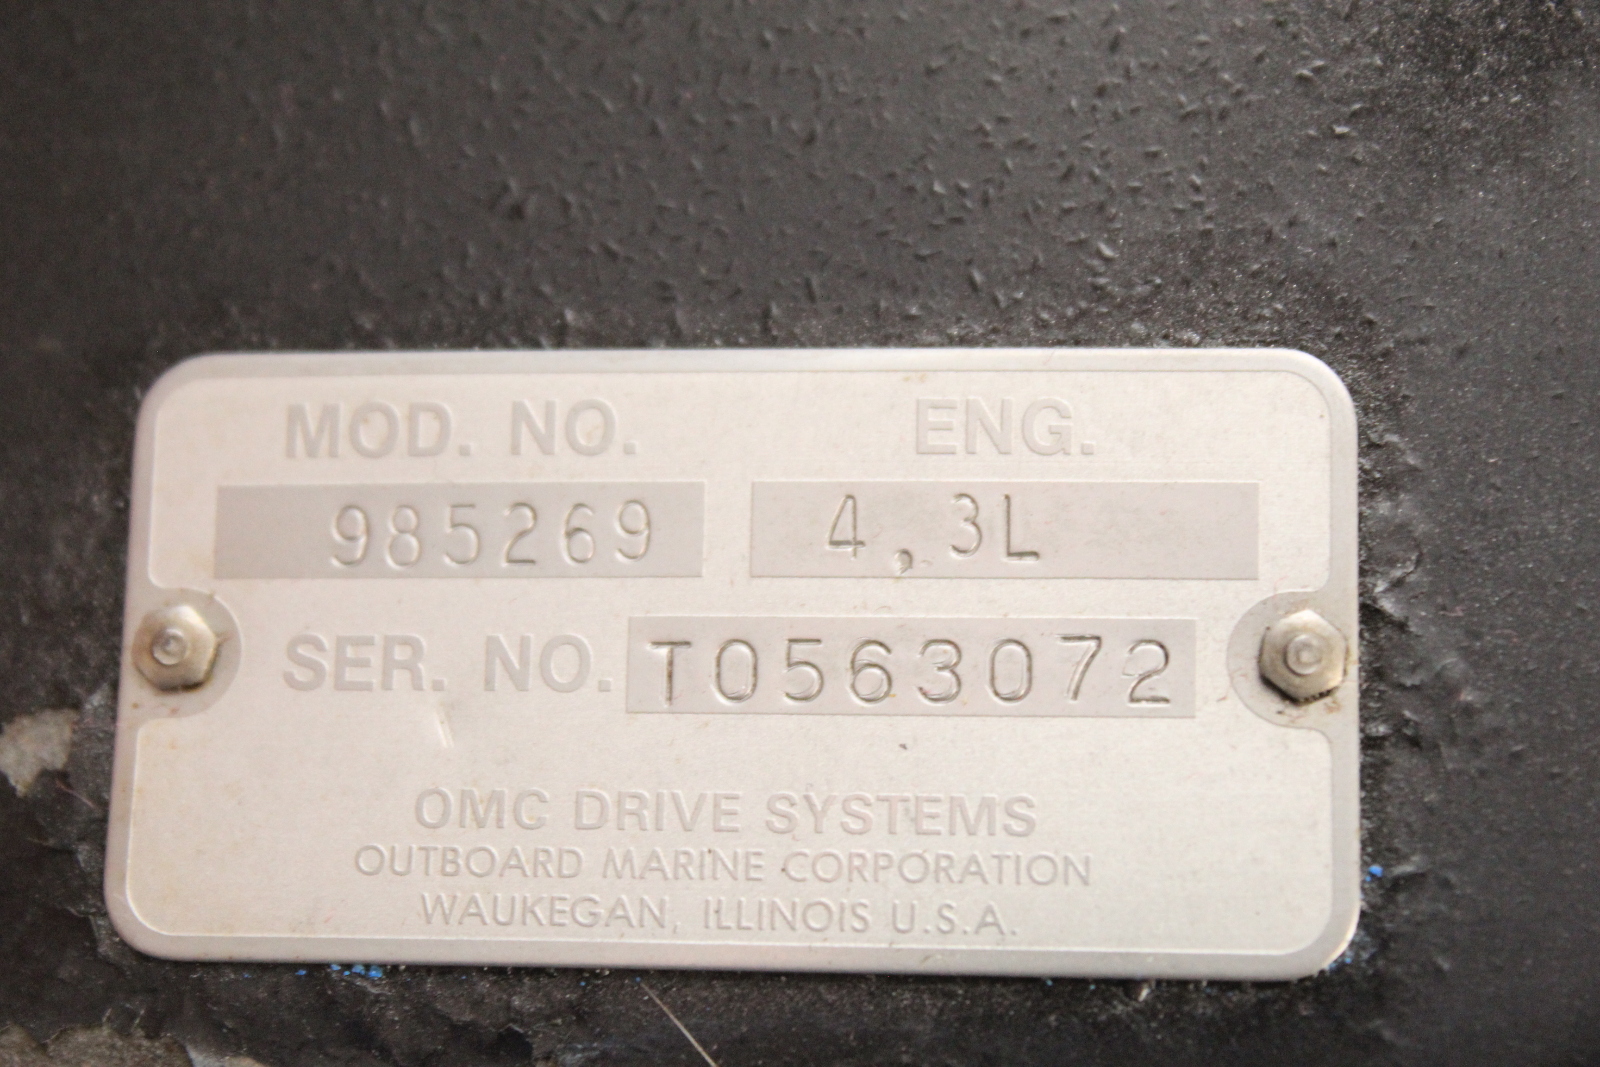 MOD. NO. ENG.
985269 4.3L
SER. NO. T0563072
OMC DRIVE SYSTEMS
OUTBOARD MARINE CORPORATION
WAUKEGAN, ILLINOIS U.S.A.